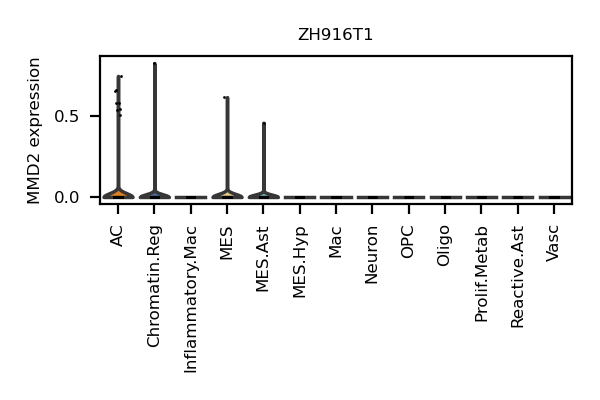 ZH916T1
MMD2 expression
0.5
0.0
AC
Chromatin.Reg
Inflammatory.Mac
MES
MES.Ast
MES.Hyp
Mac
Neuron
OPC
Oligo
Prolif.Metab
Reactive.Ast
Vasc